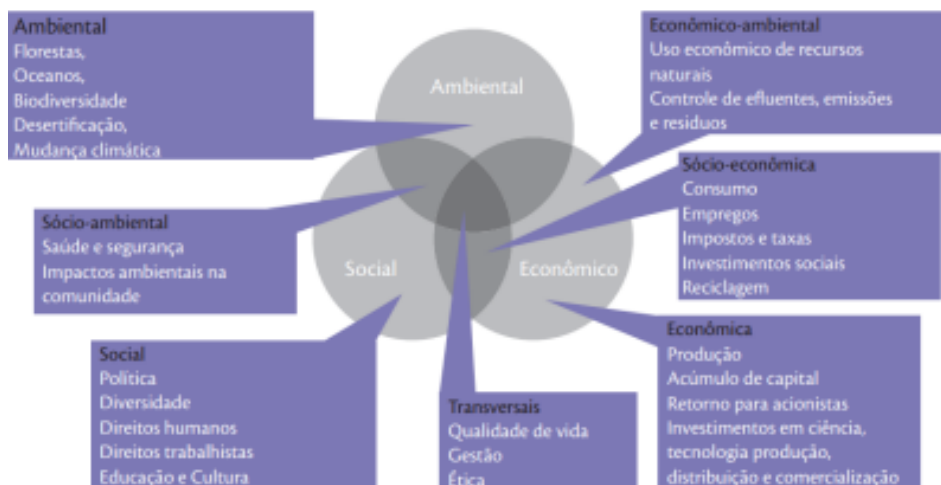 Ambiental
Florestas,
Oceanos,
Biodiversidade
Desertificação,
Mudança climática
Econômico-ambiental
Uso econômico de recursos
naturais
Controle de efluentes, emissões
e resíduos
Ambiental
Sócio-econômica
Consumo
Empregos
Impostos e taxas
Investimentos sociais
Reciclagem
Sócio-ambiental
Saúde e segurança
Impactos ambientais na
comunidade
Social
Econômico
Social
Política
Diversidade
Direitos humanos
Direitos trabalhistas
Educação e Cultura
Transversais
Qualidade de vida
Gestão
Ética
Econômica
Produção
Acúmulo de capital
Retorno para acionistas
Investimentos em ciência,
tecnologia produção,
distribuição e comercialização